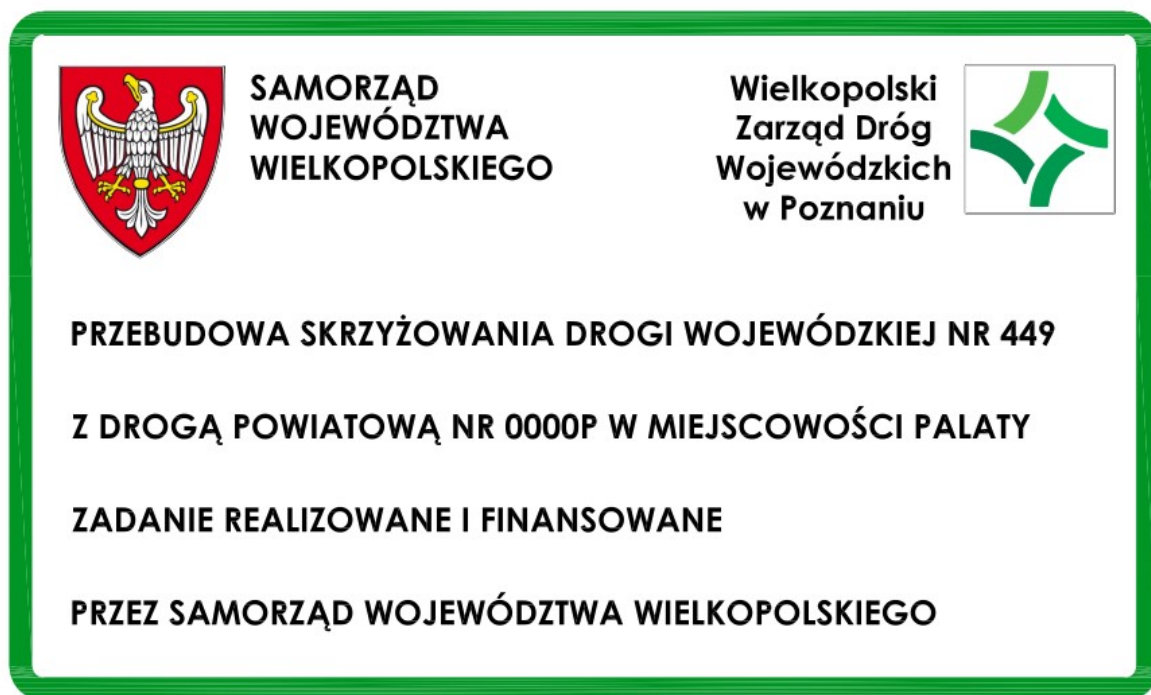 SAMORZĄD
WOJEWÓDZTWA
WIELKOPOLSKIEGO
Wielkopolski
Zarząd Dróg
Wojewódzkich
w Poznaniu
PRZEBUDOWA SKRZYŻOWANIA DROGI WOJEWÓDZKIEJ NR 449
Z DROGĄ POWIATOWĄ NR 0000P W MIEJSCOWOŚCI PALATY
ZADANIE REALIZOWANE I FINANSOWANE
PRZEZ SAMORZĄD WOJEWÓDZTWA WIELKOPOLSKIEGO